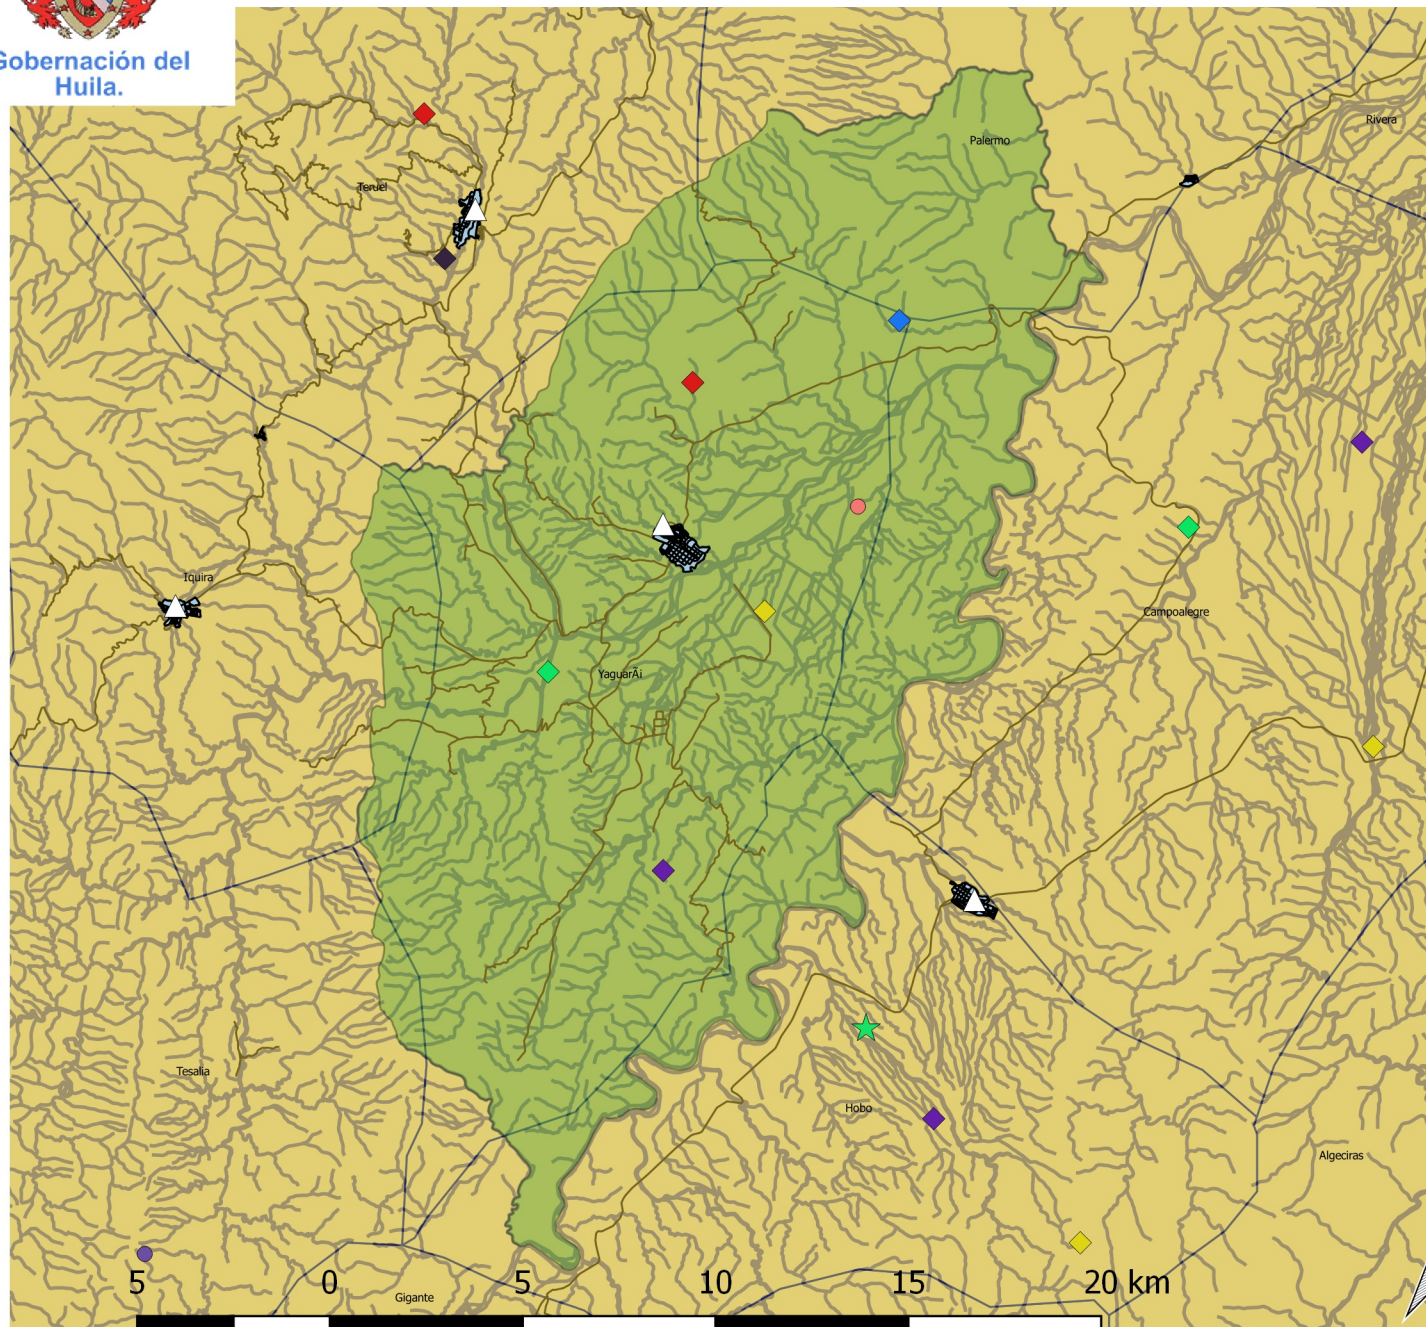 Gobernación del
Huila.
Palermo
Rivera
Teruel
Iquira
Campoalegre
YaguarÃi
Tesalia
Hobo
Algeciras
5 0 5 10 15 20 km
Gigante